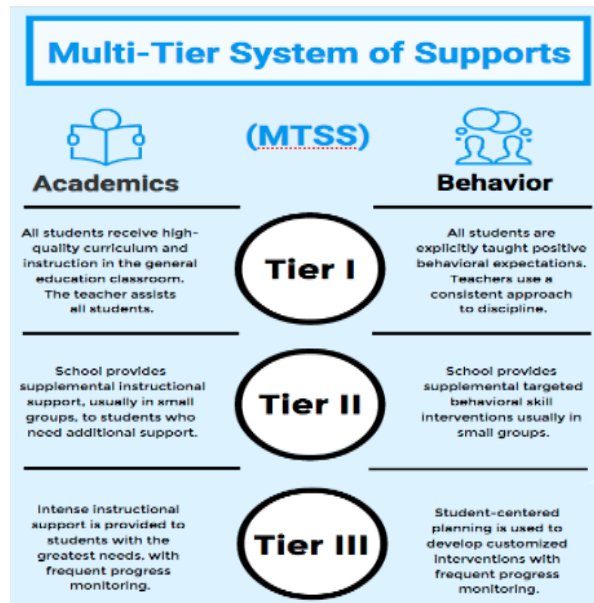 Multi-Tier System of Supports
(MTSS)
Academics
Behavior
All students receive high-
quality curriculum and
instruction in the general
education classroom.
The teacher assists
all students.
Tier I
All students are
explicitly taught positive
behavioral expectations.
Teachers use a
consistent approach
to discipline.
School provides
supplemental instructional
support, usually in small
groups, to students who
need additional support.
Tier II
School provides
supplemental targeted
behavioral skill
interventions usually in
small groups.
Intense instructional
support is provided to
students with the
greatest needs, with
frequent progress
monitoring.
Tier III
Student-centered
planning is used to
develop customized
interventions with
frequent progress
monitoring.